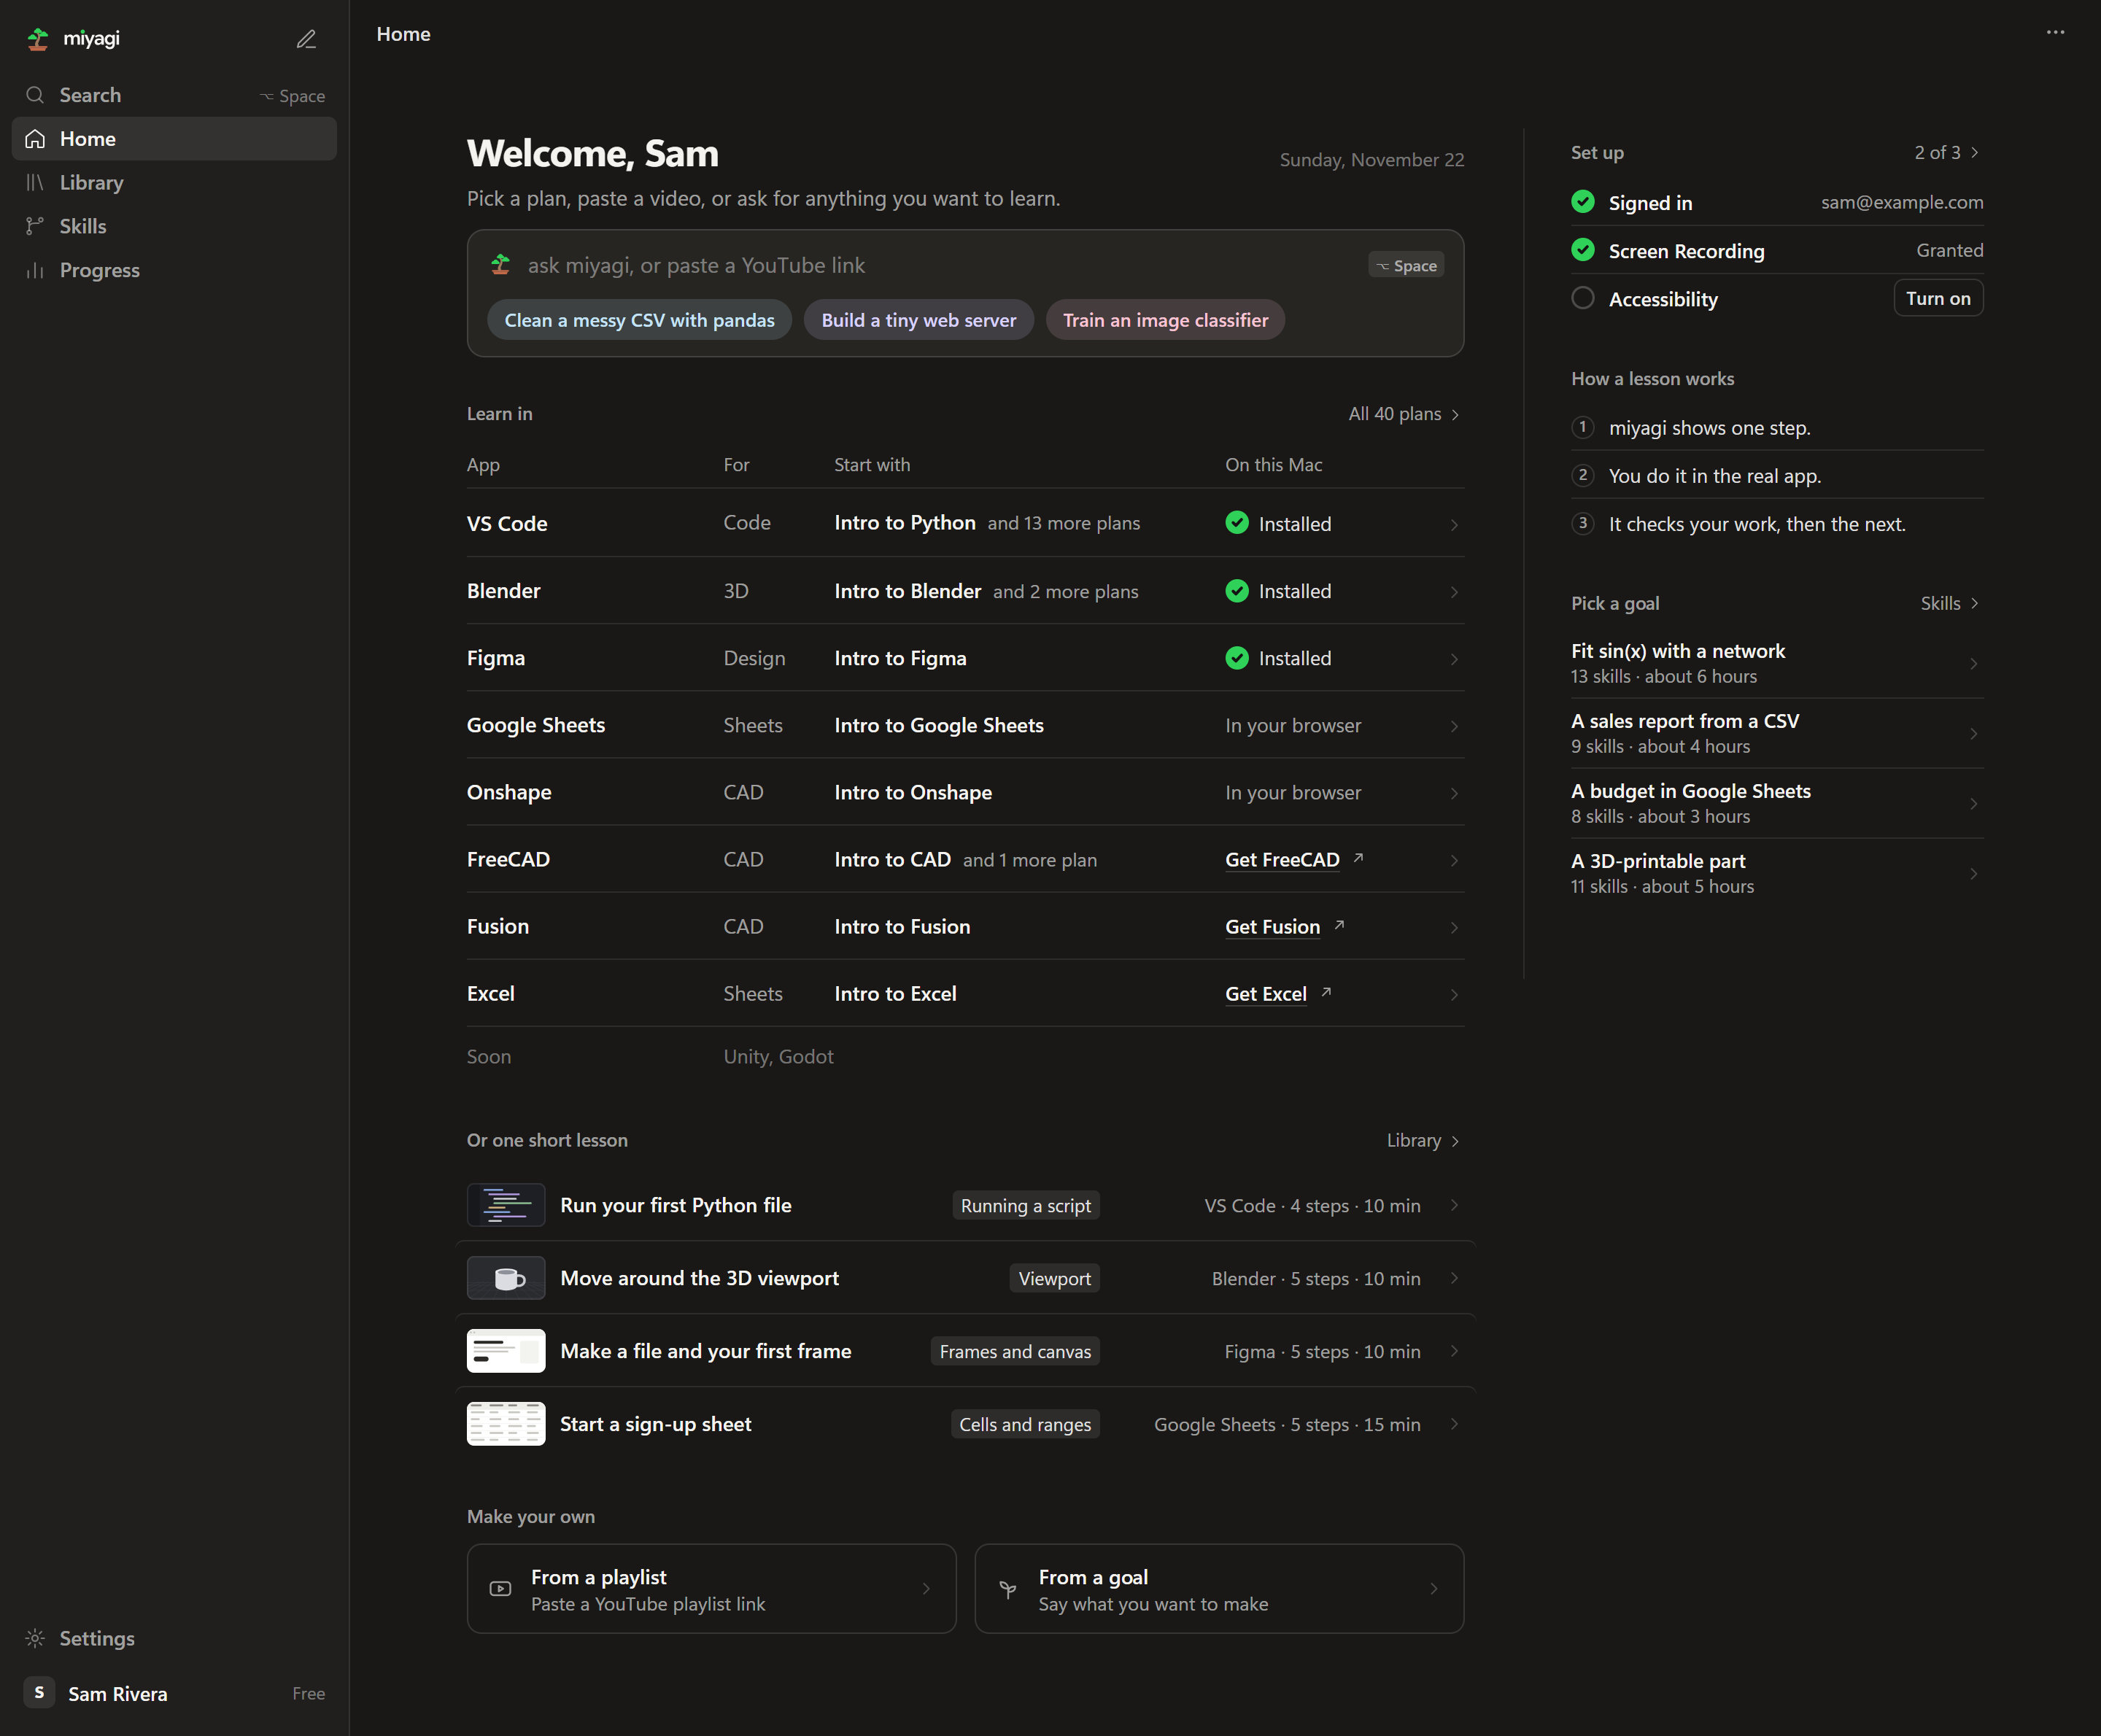 miyagi
Search
⌥ Space
Home
Library
Skills
Progress
Settings
S
Sam Rivera
Free
Home
Welcome, Sam
Sunday, November 22
Pick a plan, paste a video, or ask for anything you want to learn.
ask miyagi, or paste a YouTube link
⌥ Space
Clean a messy CSV with pandas
Build a tiny web server
Train an image classifier
Learn in
All 40 plans
App For Start with On this Mac
VS Code Code Intro to Python and 13 more plans Installed
Blender 3D Intro to Blender and 2 more plans Installed
Figma Design Intro to Figma Installed
Google Sheets Sheets Intro to Google Sheets In your browser
Onshape CAD Intro to Onshape In your browser
FreeCAD CAD Intro to CAD and 1 more plan Get FreeCAD ↗
Fusion CAD Intro to Fusion Get Fusion ↗
Excel Sheets Intro to Excel Get Excel ↗
Soon Unity, Godot
Or one short lesson
Library
Run your first Python file Running a script VS Code · 4 steps · 10 min
Move around the 3D viewport Viewport Blender · 5 steps · 10 min
Make a file and your first frame Frames and canvas Figma · 5 steps · 10 min
Start a sign-up sheet Cells and ranges Google Sheets · 5 steps · 15 min
Make your own
From a playlist
Paste a YouTube playlist link
From a goal
Say what you want to make
Set up
2 of 3
Signed in sam@example.com
Screen Recording Granted
Accessibility Turn on
How a lesson works
1 miyagi shows one step.
2 You do it in the real app.
3 It checks your work, then the next.
Pick a goal
Skills
Fit sin(x) with a network
13 skills · about 6 hours
A sales report from a CSV
9 skills · about 4 hours
A budget in Google Sheets
8 skills · about 3 hours
A 3D-printable part
11 skills · about 5 hours